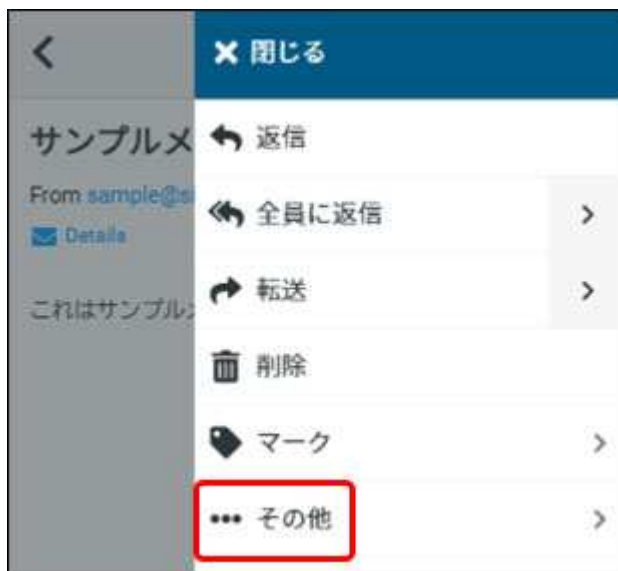 閉じる
サンプルメ
返信
From sample@s
全員に返信
Details
転送
これはサンプル
削除
マーク
その他